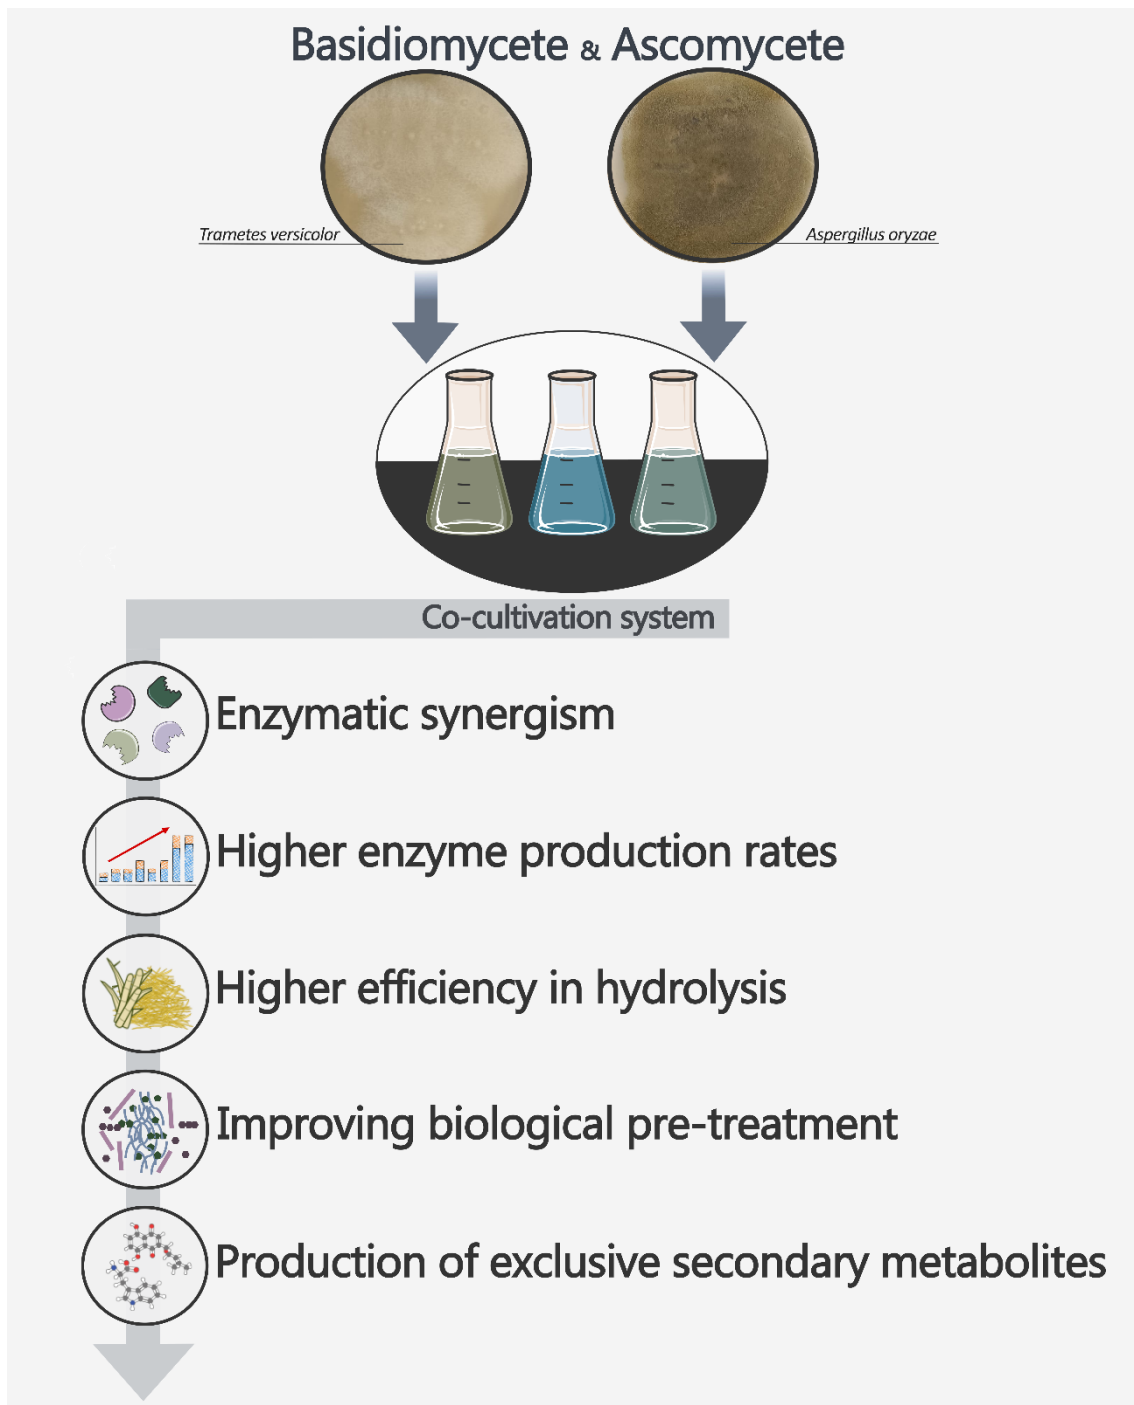 Basidiomycete & Ascomycete
Trametes versicolor
Aspergillus oryzae
Co-cultivation system
Enzymatic synergism
Higher enzyme production rates
Higher efficiency in hydrolysis
Improving biological pre-treatment
Production of exclusive secondary metabolites